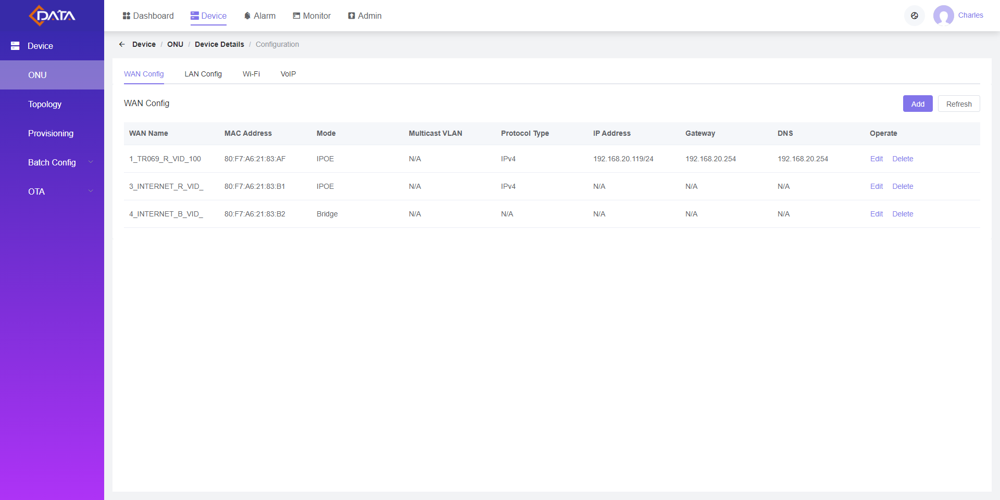 DATA
Dashboard Device Alarm Monitor Admin
Charles
Device
ONU
Topology
Provisioning
Batch Config
OTA
Device / ONU / Device Details / Configuration
WAN Config LAN Config Wi-Fi VoIP
WAN Config
Add Refresh
WAN Name MAC Address Mode Multicast VLAN Protocol Type IP Address Gateway DNS Operate
1_TR069_R_VID_100 80:F7:A6:21:83:AF IPOE N/A IPv4 192.168.20.119/24 192.168.20.254 192.168.20.254 Edit Delete
3_INTERNET_R_VID_ 80:F7:A6:21:83:B1 IPOE N/A IPv4 N/A N/A N/A Edit Delete
4_INTERNET_B_VID_ 80:F7:A6:21:83:B2 Bridge N/A N/A N/A N/A N/A Edit Delete